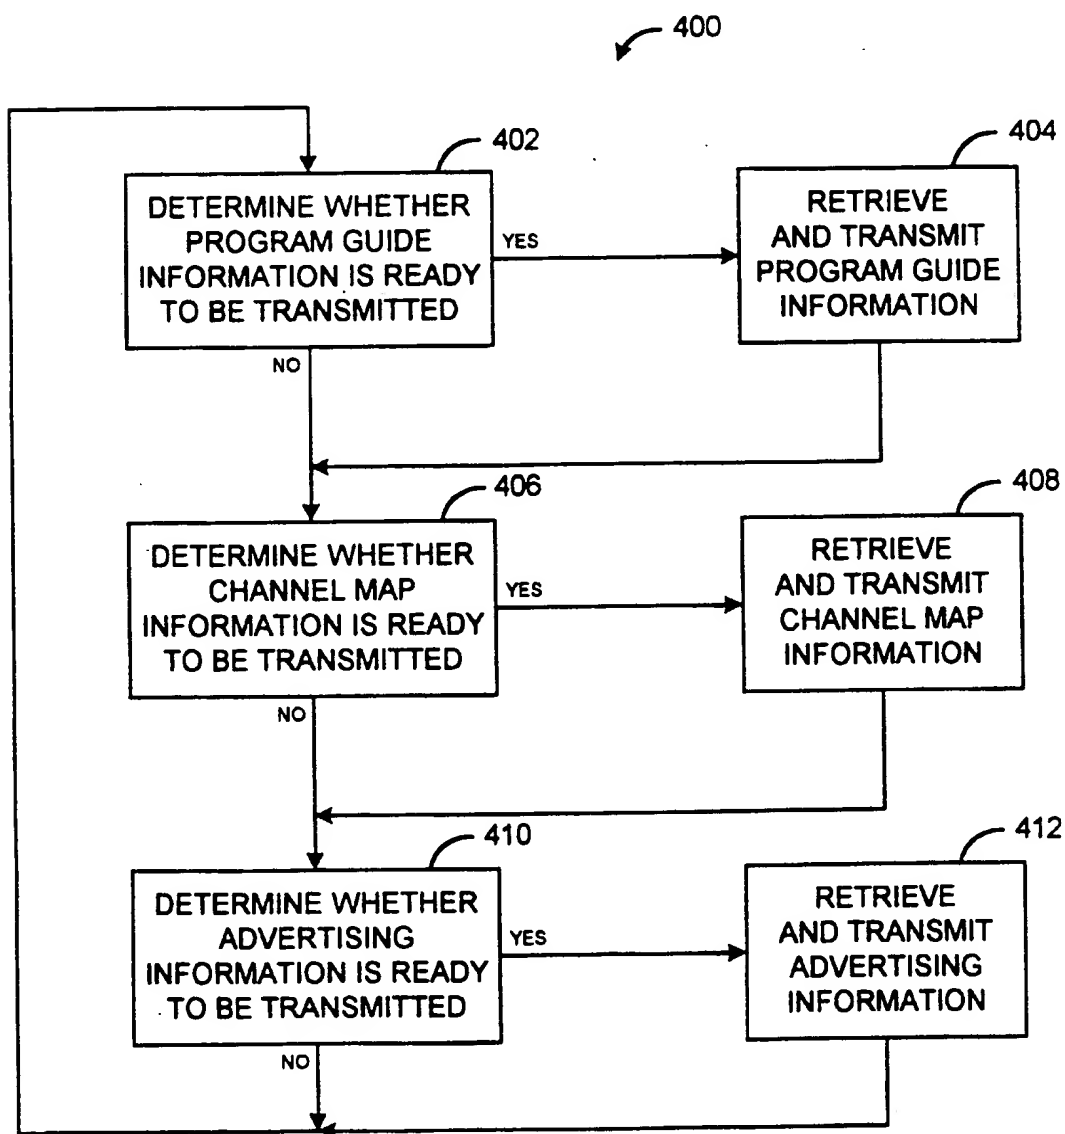 400
402
DETERMINE WHETHER
PROGRAM GUIDE
INFORMATION IS READY
TO BE TRANSMITTED
YES
404
RETRIEVE
AND TRANSMIT
PROGRAM GUIDE
INFORMATION
NO
406
DETERMINE WHETHER
CHANNEL MAP
INFORMATION IS READY
TO BE TRANSMITTED
YES
408
RETRIEVE
AND TRANSMIT
CHANNEL MAP
INFORMATION
NO
410
DETERMINE WHETHER
ADVERTISING
INFORMATION IS READY
TO BE TRANSMITTED
YES
412
RETRIEVE
AND TRANSMIT
ADVERTISING
INFORMATION
NO